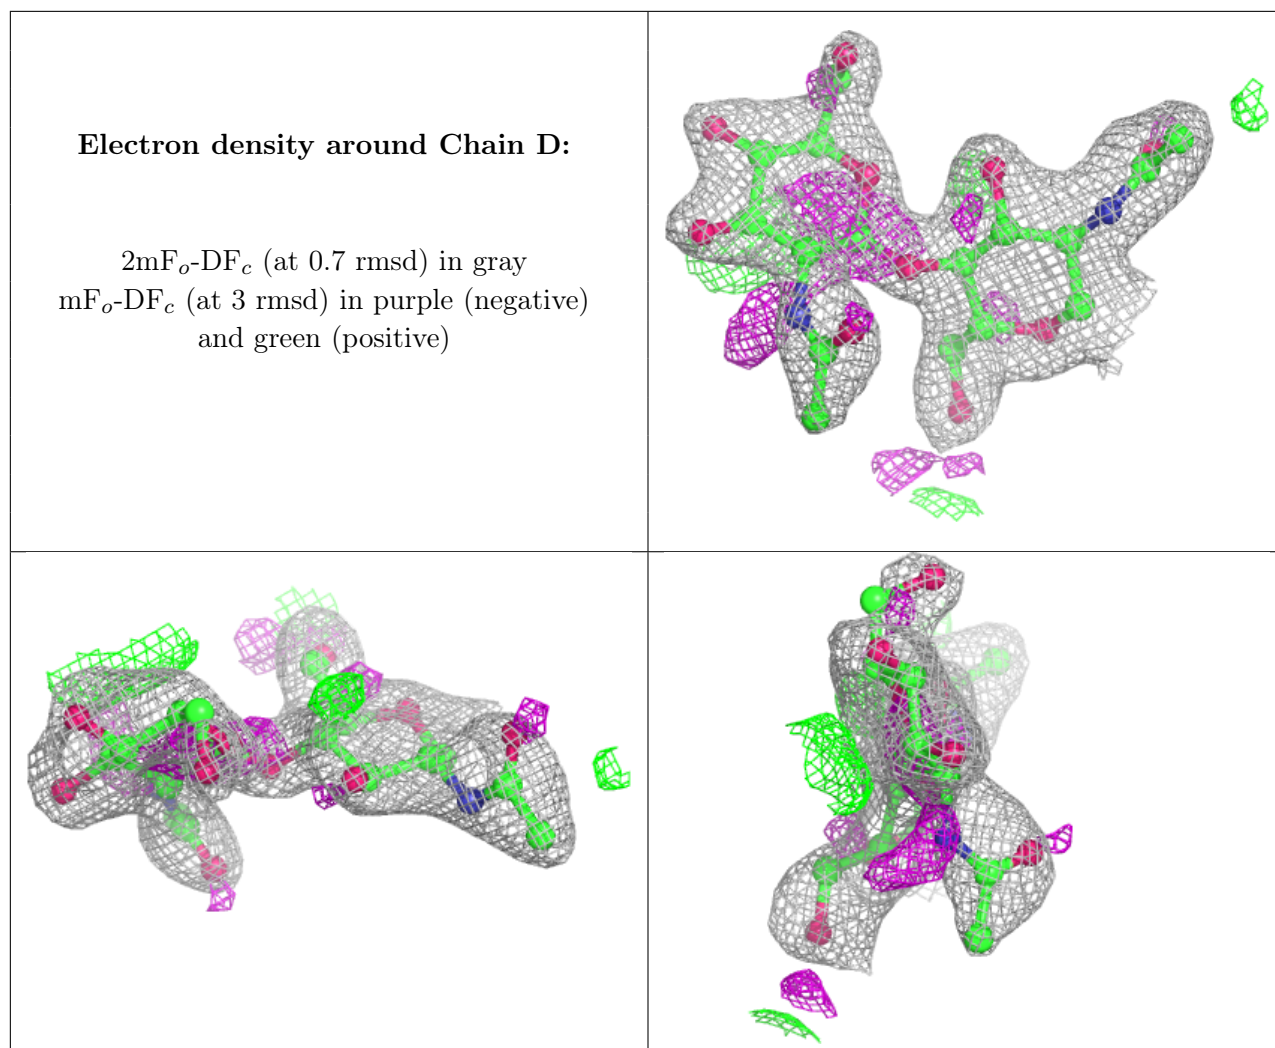 Electron density around Chain D:
2mFo-DFc (at 0.7 rmsd) in gray
mFo-DFc (at 3 rmsd) in purple (negative)
and green (positive)